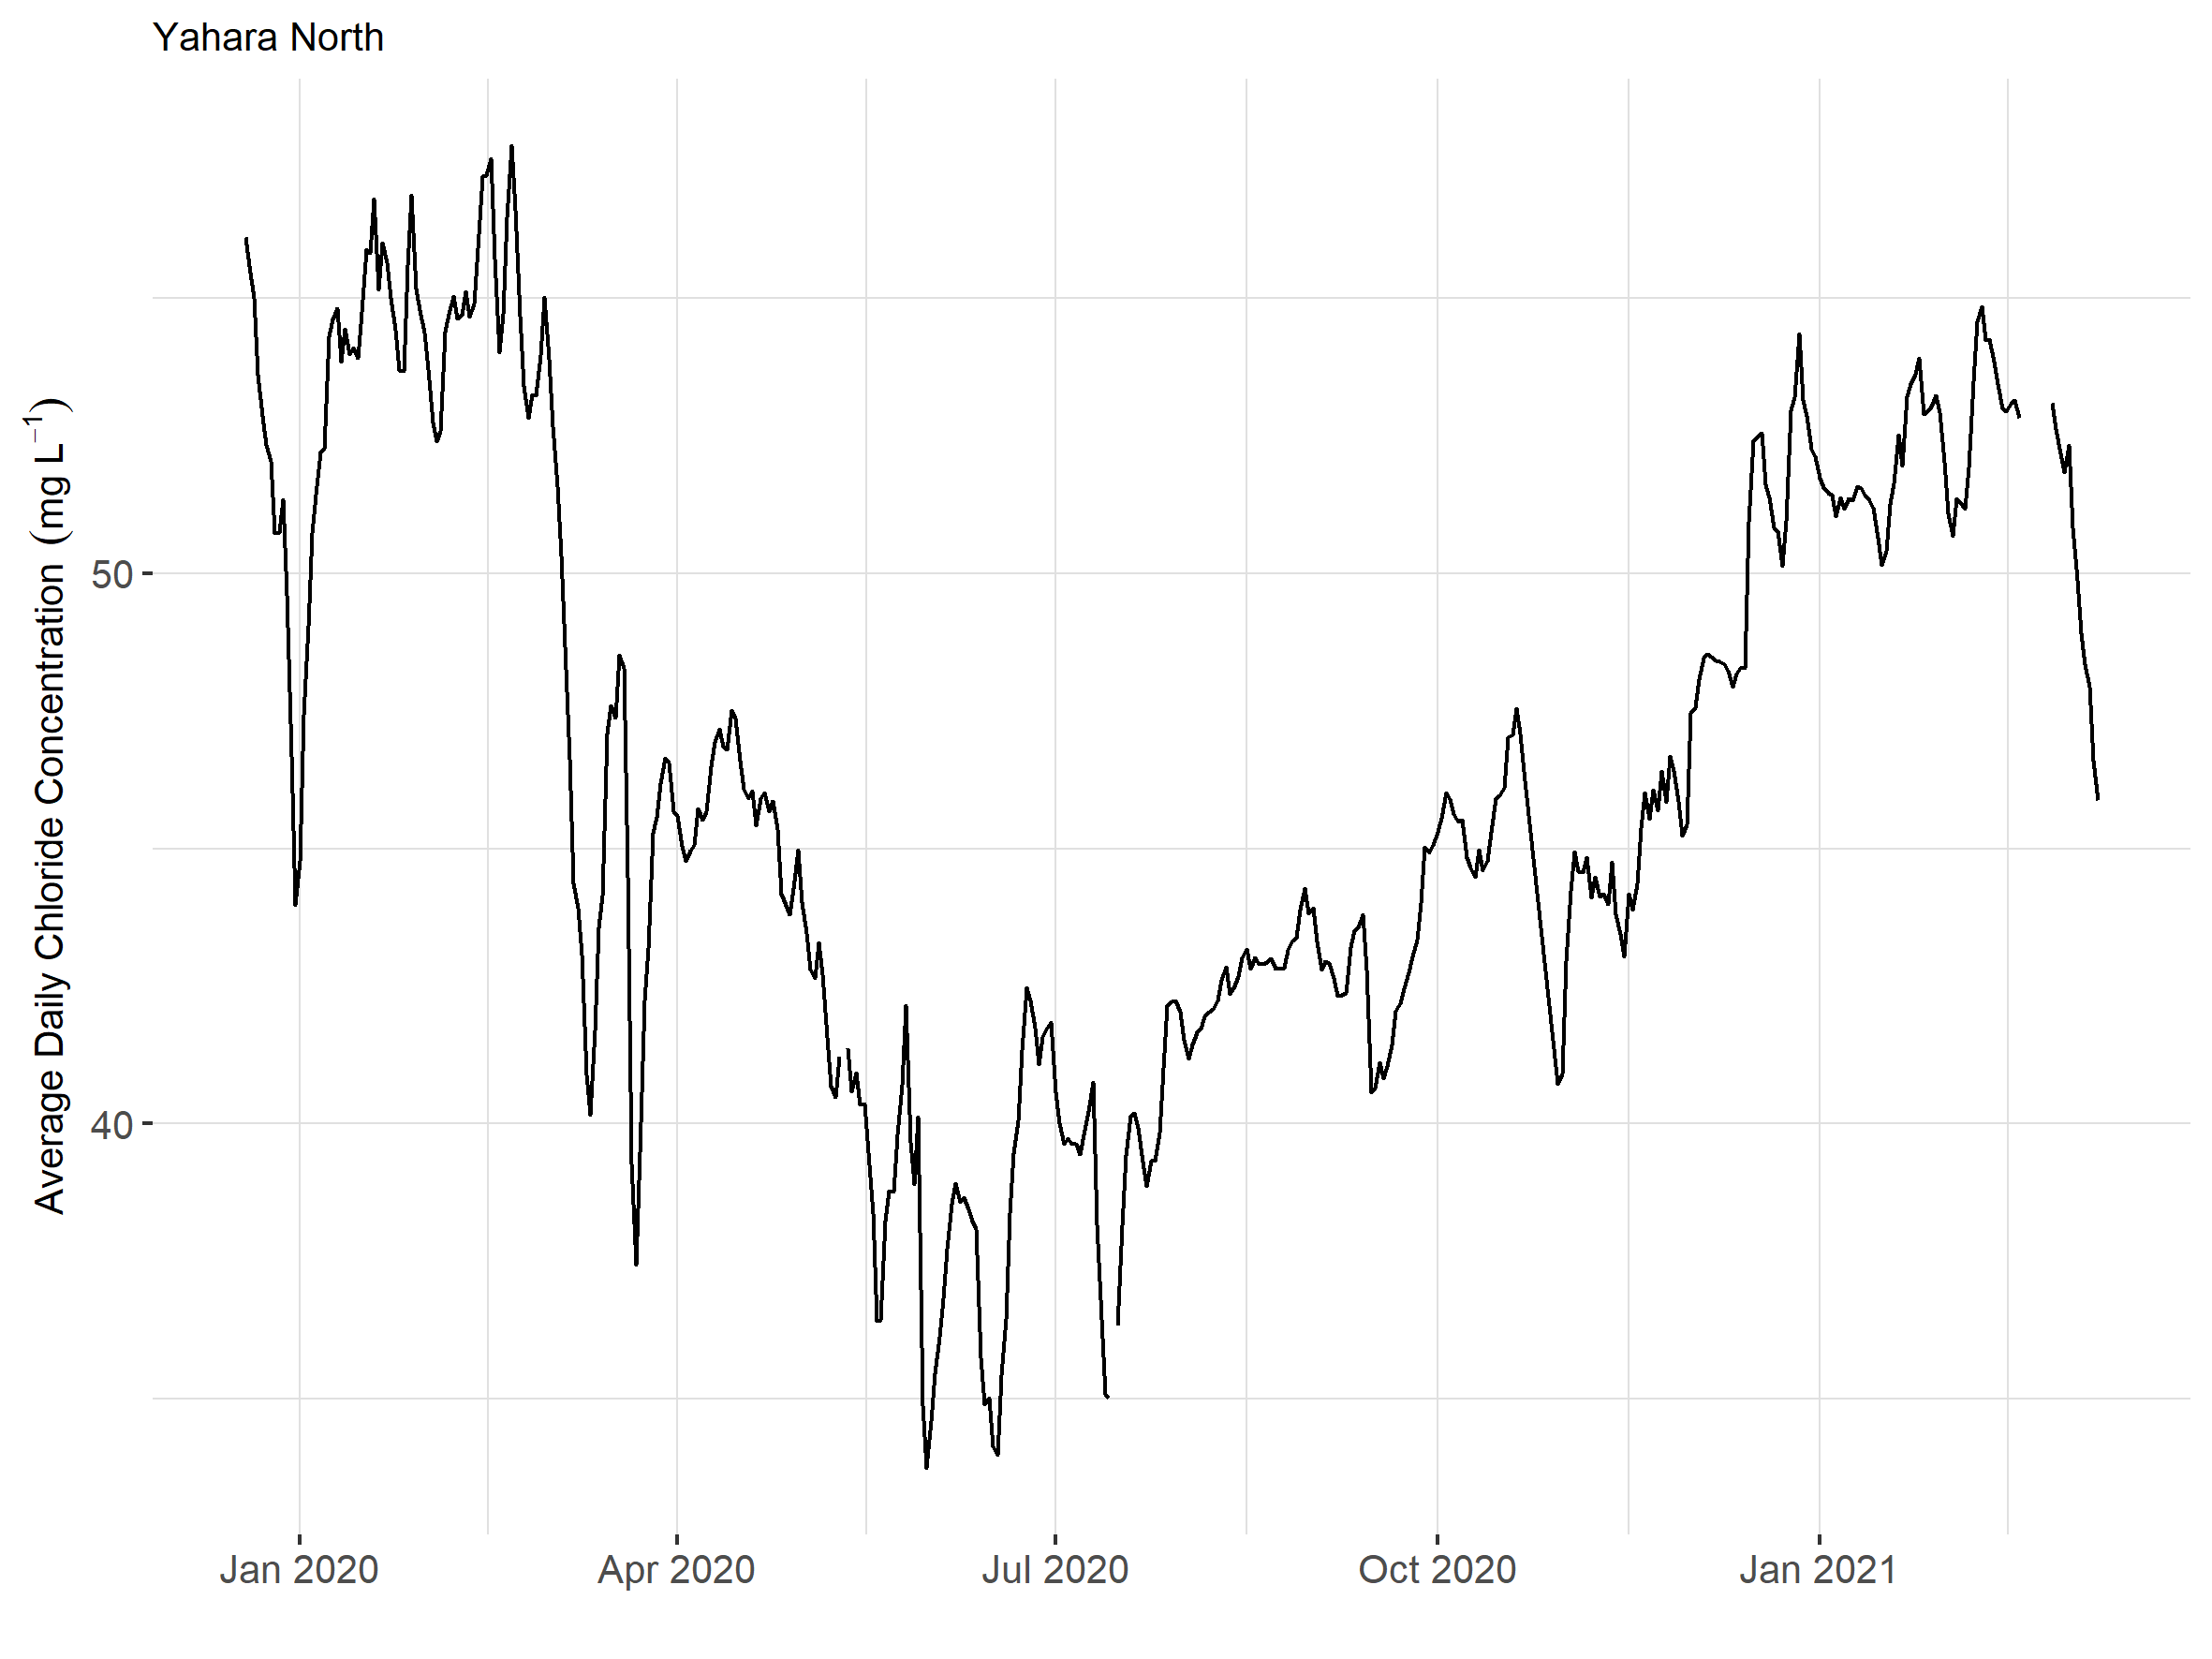 Yahara North
Average Daily Chloride Concentration (mg L⁻¹)
50
40
Jan 2020
Apr 2020
Jul 2020
Oct 2020
Jan 2021